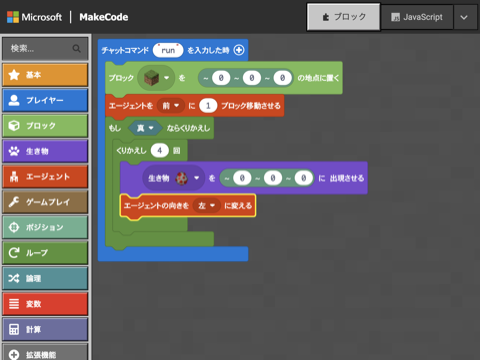 Microsoft MakeCode ブロック JavaScript
検索...
基本
プレイヤー
ブロック
生き物
エージェント
ゲームプレイ
ポジション
ループ
論理
変数
計算
拡張機能
チャットコマンド "run" を入力した時
ブロック を ~ 0 ~ 0 ~ 0 の地点に置く
エージェントを 前 に 1 ブロック移動させる
もし 真 ならくりかえし
くりかえし 4 回
生き物 を ~ 0 ~ 0 ~ 0 に 出現させる
エージェントの向きを 左 に変える